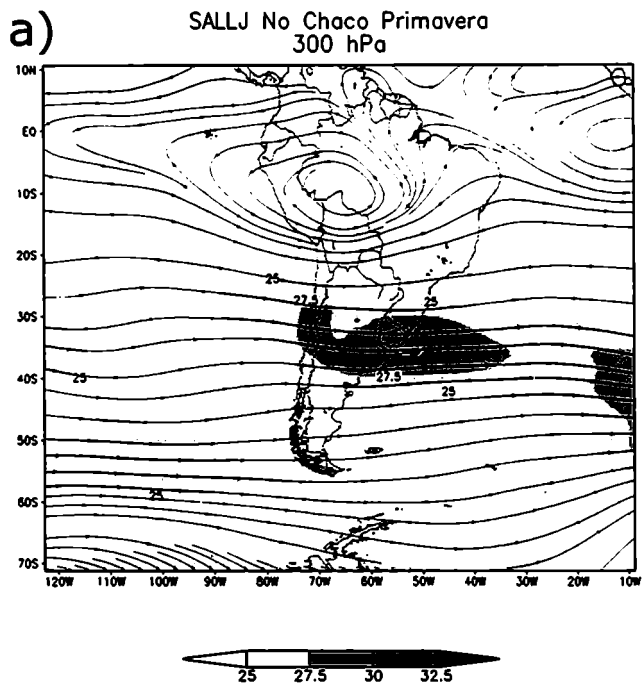 a)
SALLJ No Chaco Primavera
300 hPa
10N
EQ
10S
20S
30S
40S
50S
60S
70S
25
27.5
25
25
27.5
25
25
120W 110W 100W 90W 80W 70W 60W 50W 40W 30W 20W 10W
25 27.5 30 32.5